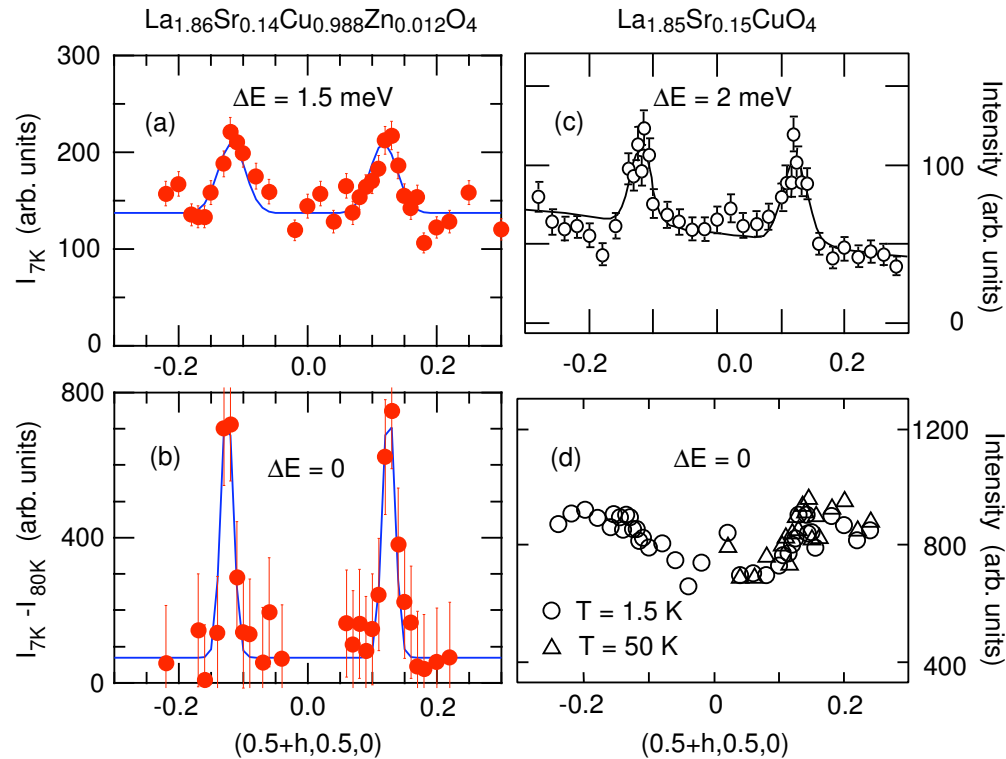 La1.86Sr0.14Cu0.988Zn0.012O4
La1.85Sr0.15CuO4
300
200
100
0
I7K (arb. units)
(a)
ΔE = 1.5 meV
-0.2
0.0
0.2
(c)
ΔE = 2 meV
100
0
Intensity (arb. units)
-0.2
0.0
0.2
800
400
0
I7K -I80K (arb. units)
(b)
ΔE = 0
-0.2
0.0
0.2
(0.5+h,0.5,0)
(d)
ΔE = 0
T = 1.5 K
T = 50 K
1200
800
400
Intensity (arb. units)
-0.2
0
0.2
(0.5+h,0.5,0)